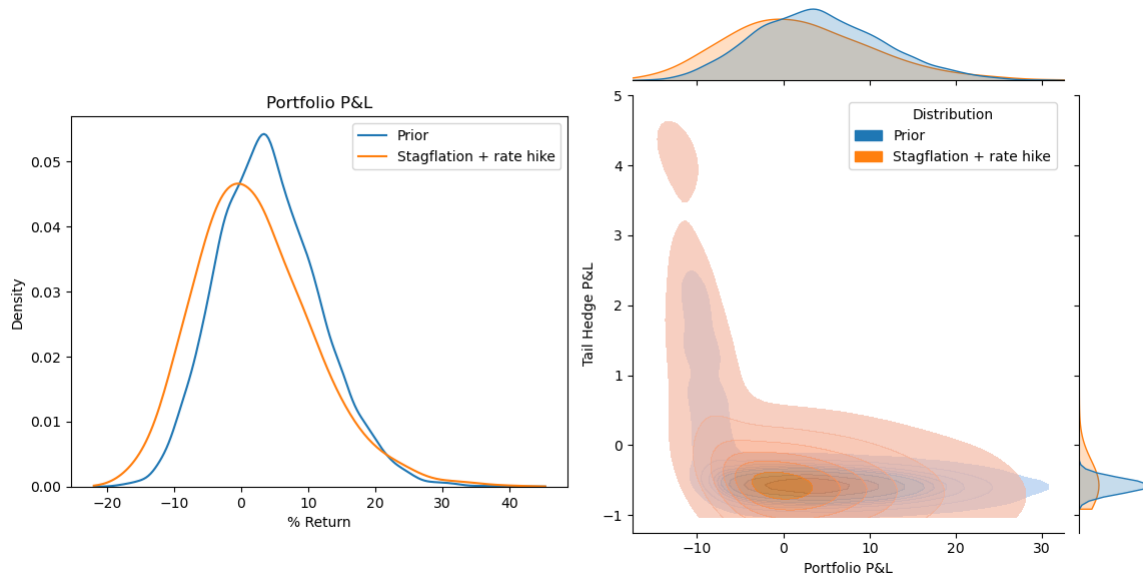 Portfolio P&L
Prior
Stagflation + rate hike
Density
0.05
0.04
0.03
0.02
0.01
0.00
−20
−10
0
10
20
30
40
% Return
Distribution
Prior
Stagflation + rate hike
Tail Hedge P&L
5
4
3
2
1
0
−1
−10
0
10
20
30
Portfolio P&L